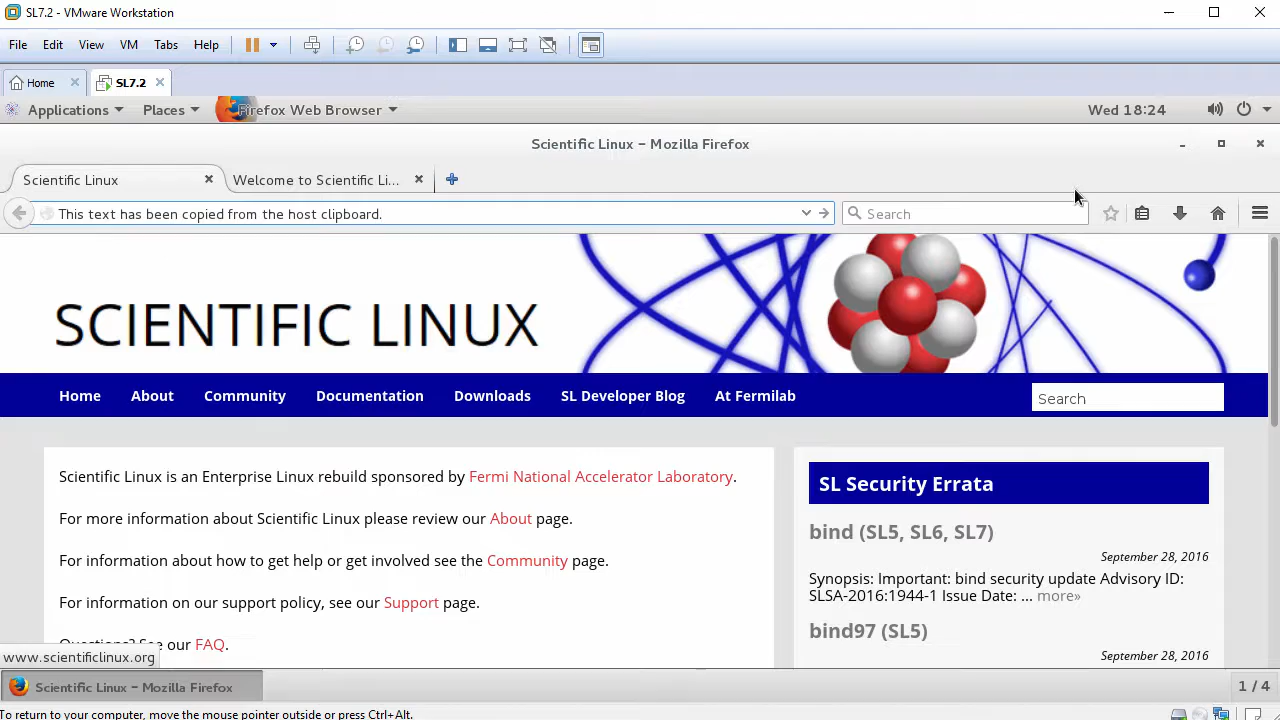 SL7.2 - VMware Workstation
File Edit View VM Tabs Help
Home SL7.2
Applications Places Firefox Web Browser Wed 18:24
Scientific Linux - Mozilla Firefox
Scientific Linux Welcome to Scientific Li...
This text has been copied from the host clipboard. Search
SCIENTIFIC LINUX
Home About Community Documentation Downloads SL Developer Blog At Fermilab Search
Scientific Linux is an Enterprise Linux rebuild sponsored by Fermi National Accelerator Laboratory.
For more information about Scientific Linux please review our About page.
For information about how to get help or get involved see the Community page.
For information on our support policy, see our Support page.
Questions? See our FAQ.
SL Security Errata
bind (SL5, SL6, SL7)
September 28, 2016
Synopsis: Important: bind security update Advisory ID:
SLSA-2016:1944-1 Issue Date: ... more»
bind97 (SL5)
September 28, 2016
www.scientificlinux.org
Scientific Linux - Mozilla Firefox 1 / 4
To return to your computer, move the mouse pointer outside or press Ctrl+Alt.